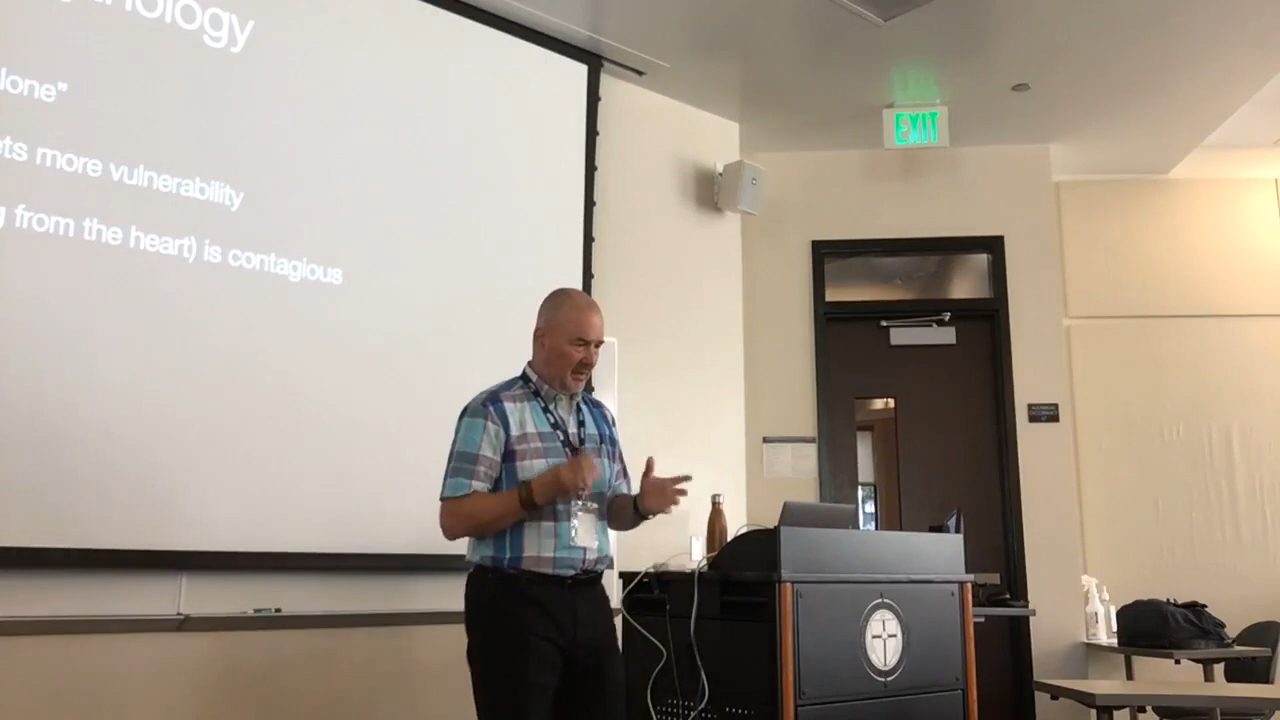 nology
lone"
ets more vulnerability
g from the heart) is contagious
EXIT